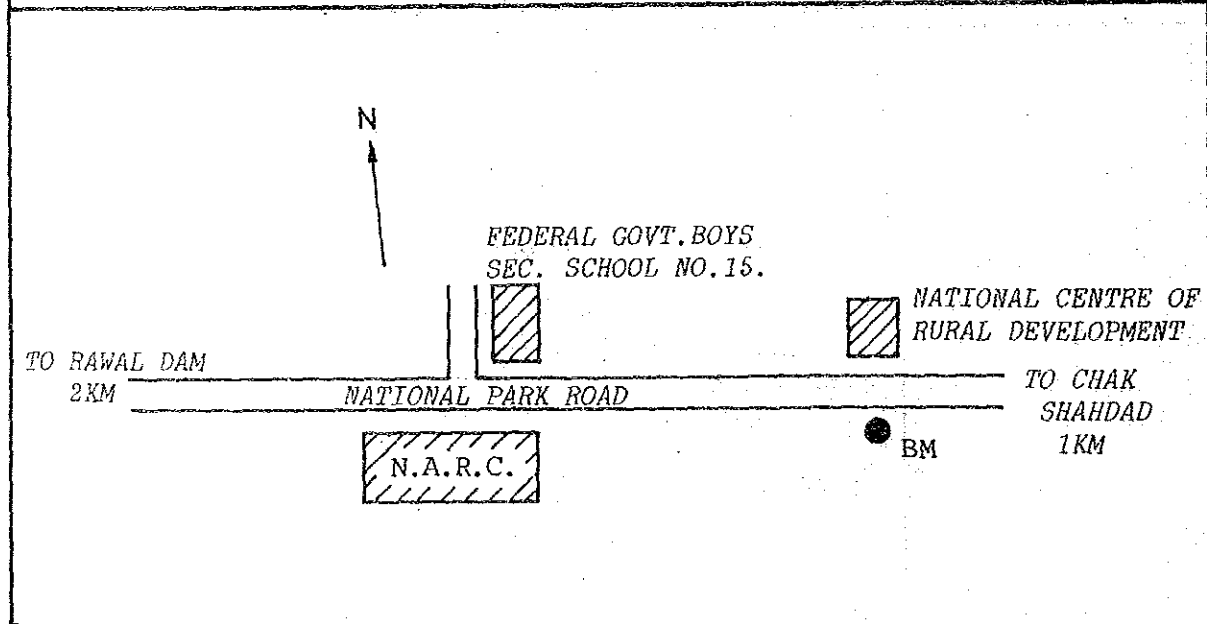 N
FEDERAL GOVT.BOYS
SEC. SCHOOL NO.15.
NATIONAL CENTRE OF
RURAL DEVELOPMENT
TO RAWAL DAM
2KM
NATIONAL PARK ROAD
TO CHAK
SHAHDAD
1KM
N.A.R.C.
BM